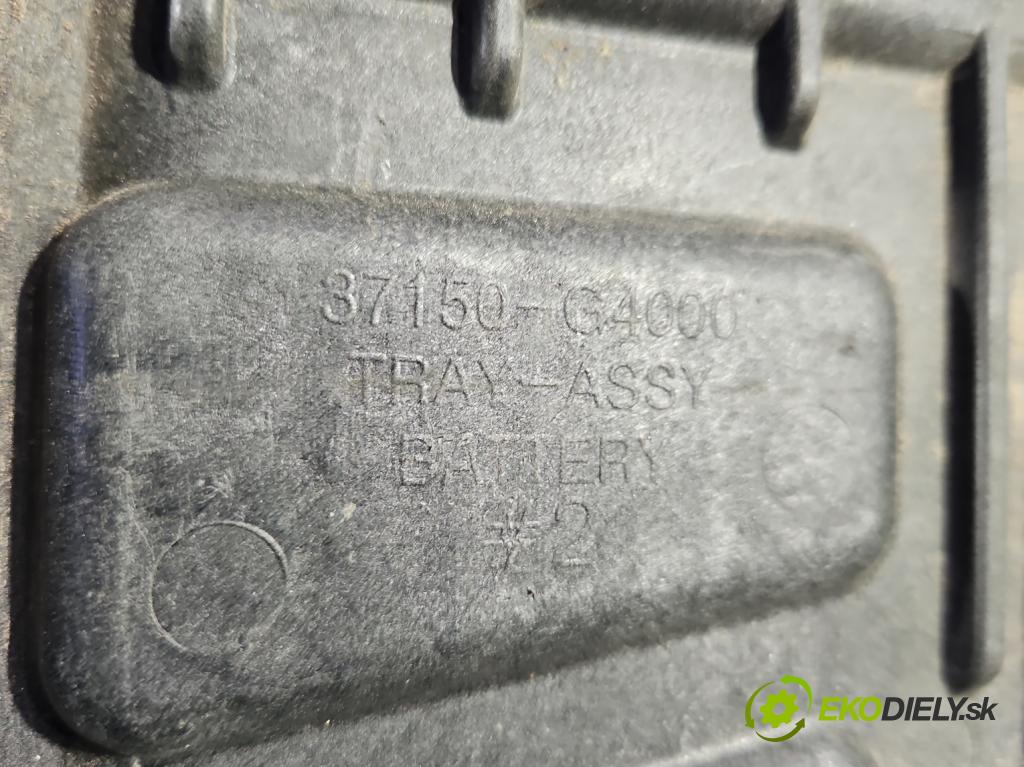 37150-G4000
TRAY-ASSY
BATTERY
#2
EKODIELY.sk